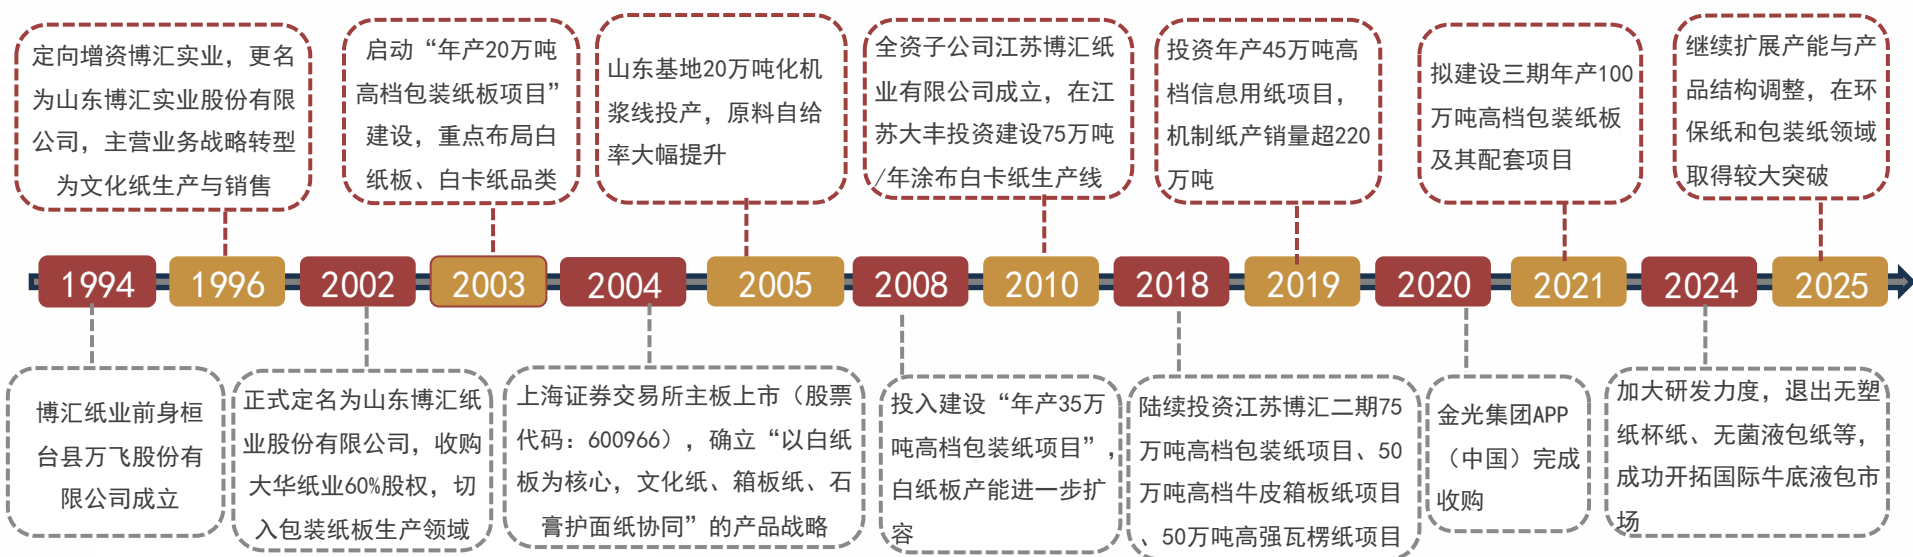 定向增资博汇实业，更名
为山东博汇实业股份有限
公司，主营业务战略转型
为文化纸生产与销售
启动“年产20万吨
高档包装纸板项目”
建设，重点布局白
纸板、白卡纸品类
山东基地20万吨化机
浆线投产，原料自给
率大幅提升
全资子公司江苏博汇纸
业有限公司成立，在江
苏大丰投资建设75万吨
/年涂布白卡纸生产线
投资年产45万吨高
档信息用纸项目，
机制纸产销量超220
万吨
拟建设三期年产100
万吨高档包装纸板
及其配套项目
继续扩展产能与产
品结构调整，在环
保纸和包装纸领域
取得较大突破
1994
1996
2002
2003
2004
2005
2008
2010
2018
2019
2020
2021
2024
2025
博汇纸业前身桓
台县万飞股份有
限公司成立
正式定名为山东博汇纸
业股份有限公司，收购
大华纸业60%股权，切
入包装纸板生产领域
上海证券交易所主板上市（股票
代码：600966），确立“以白纸
板为核心，文化纸、箱板纸、石
膏护面纸协同”的产品战略
投入建设“年产35万
吨高档包装纸项目”，
白纸板产能进一步扩
容
陆续投资江苏博汇二期75
万吨高档包装纸项目、50
万吨高档牛皮箱板纸项目
、50万吨高强瓦楞纸项目
金光集团APP
（中国）完成
收购
加大研发力度，退出无塑
纸杯纸、无菌液包纸等，
成功开拓国际牛底液包市
场